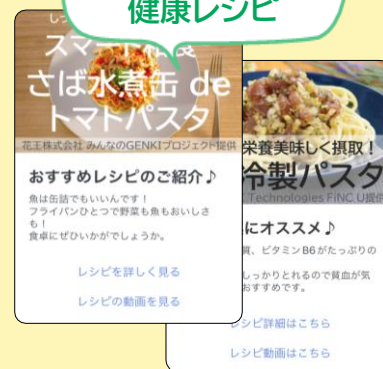 健康レシピ
さば水煮缶 de
トマトパスタ
花王株式会社 みんなのGENKIプロジェクト提供
おすすめレシピのご紹介♪
魚は缶詰でもいいんです！
フライパンひとつで野菜も魚もおいしさ
も！
食卓にぜひいかがでしょうか。
レシピを詳しく見る
レシピの動画を見る
栄養美味しく摂取！
冷製パスタ
Technologies FiNC U提供
にオススメ♪
質、ビタミンB6がたっぷりの
しっかりとれるので貧血が気
おすすめです。
レシピ詳細はこちら
レシピ動画はこちら